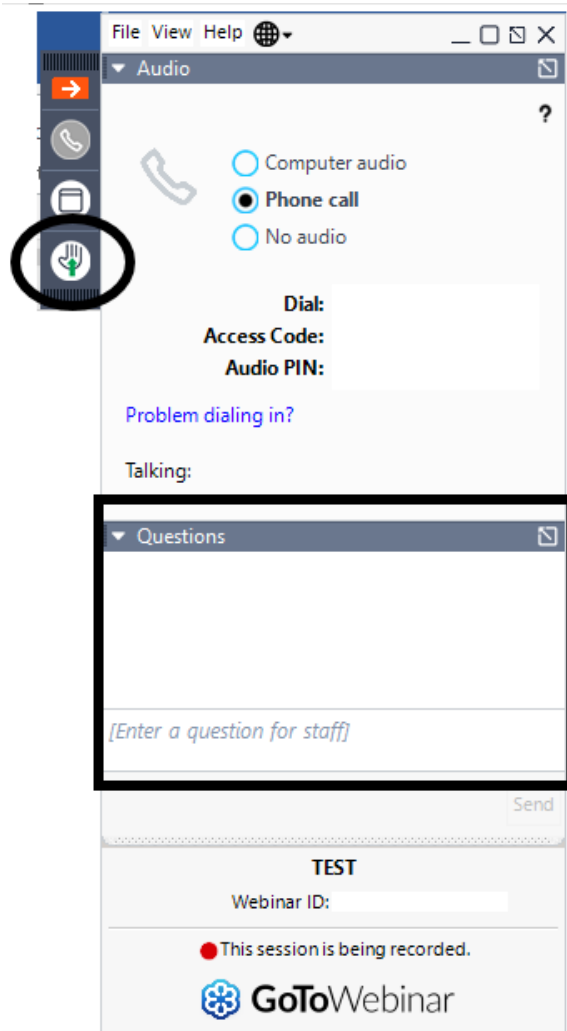 File View Help
Audio
?
Computer audio
Phone call
No audio
Dial:
Access Code:
Audio PIN:
Problem dialing in?
Talking:
Questions
[Enter a question for staff]
Send
TEST
Webinar ID:
This session is being recorded.
GoToWebinar